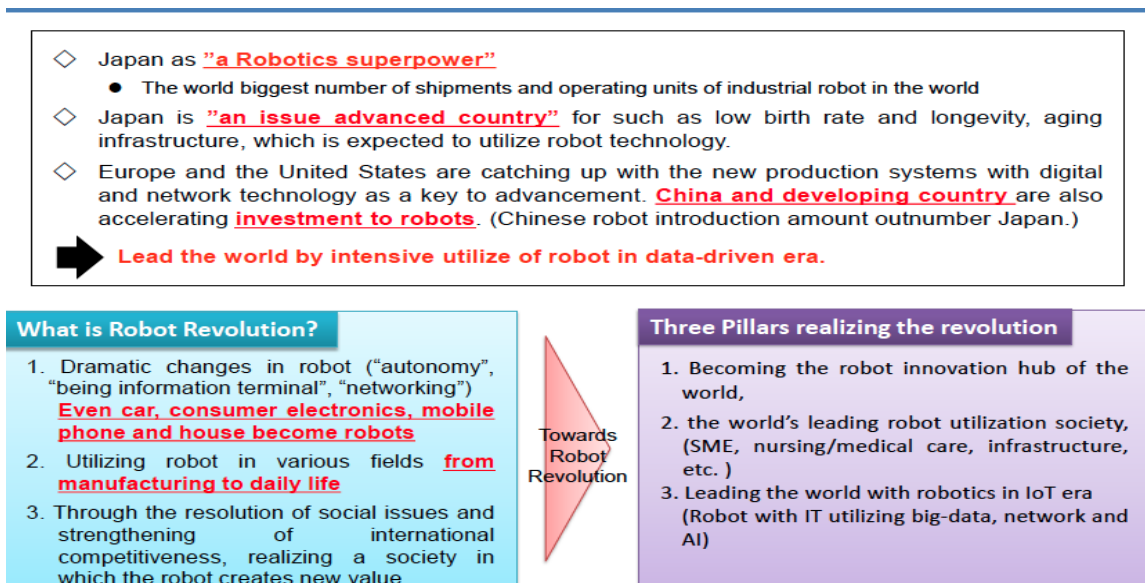 ◇ Japan as ”a Robotics superpower”
● The world biggest number of shipments and operating units of industrial robot in the world
◇ Japan is ”an issue advanced country” for such as low birth rate and longevity, aging
infrastructure, which is expected to utilize robot technology.
◇ Europe and the United States are catching up with the new production systems with digital
and network technology as a key to advancement. China and developing country are also
accelerating investment to robots. (Chinese robot introduction amount outnumber Japan.)
Lead the world by intensive utilize of robot in data-driven era.
What is Robot Revolution?
1. Dramatic changes in robot (“autonomy”,
“being information terminal”, “networking”)
Even car, consumer electronics, mobile
phone and house become robots
2. Utilizing robot in various fields from
manufacturing to daily life
3. Through the resolution of social issues and
strengthening of international
competitiveness, realizing a society in
which the robot creates new value
Towards
Robot
Revolution
Three Pillars realizing the revolution
1. Becoming the robot innovation hub of the
world,
2. the world’s leading robot utilization society,
(SME, nursing/medical care, infrastructure,
etc. )
3. Leading the world with robotics in IoT era
(Robot with IT utilizing big-data, network and
AI)